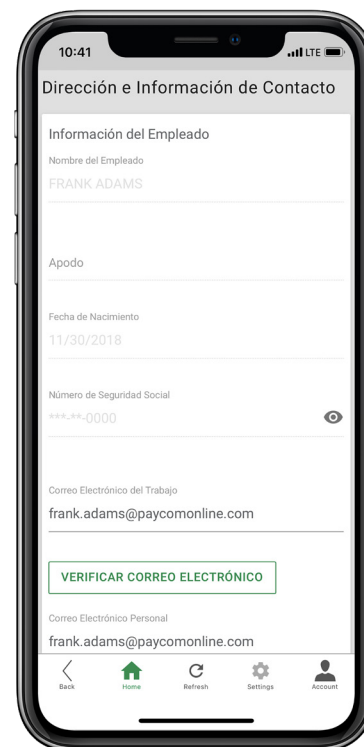 10:41
LTE
Dirección e Información de Contacto
Información del Empleado
Nombre del Empleado
FRANK ADAMS
Apodo
Fecha de Nacimiento
11/30/2018
Número de Seguridad Social
***-**-0000
Correo Electrónico del Trabajo
frank.adams@paycomonline.com
VERIFICAR CORREO ELECTRÓNICO
Correo Electrónico Personal
frank.adams@paycomonline.com
Back Home Refresh Settings Account